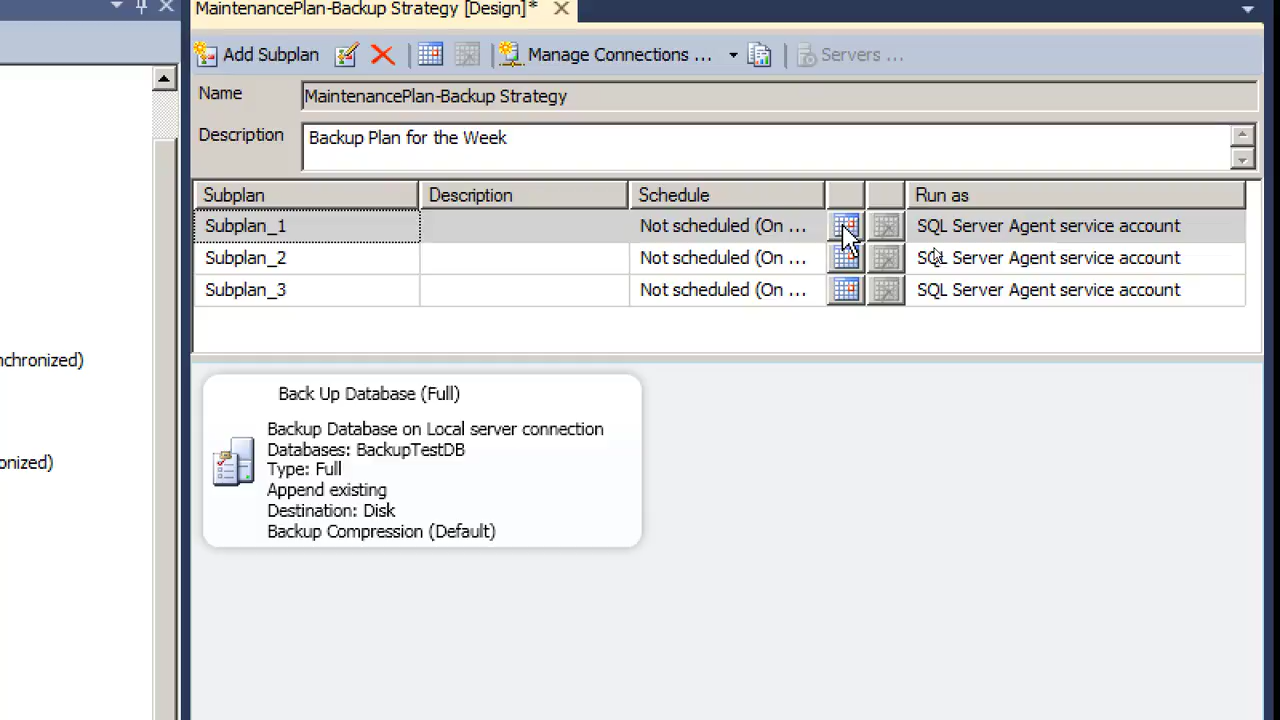 MaintenancePlan-Backup Strategy [Design]*
Add Subplan Manage Connections ... Servers ...
Name MaintenancePlan-Backup Strategy
Description Backup Plan for the Week
Subplan Description Schedule Run as
Subplan_1 Not scheduled (On ... SQL Server Agent service account
Subplan_2 Not scheduled (On ... SQL Server Agent service account
Subplan_3 Not scheduled (On ... SQL Server Agent service account
nchronized)
onized)
Back Up Database (Full)
Backup Database on Local server connection
Databases: BackupTestDB
Type: Full
Append existing
Destination: Disk
Backup Compression (Default)